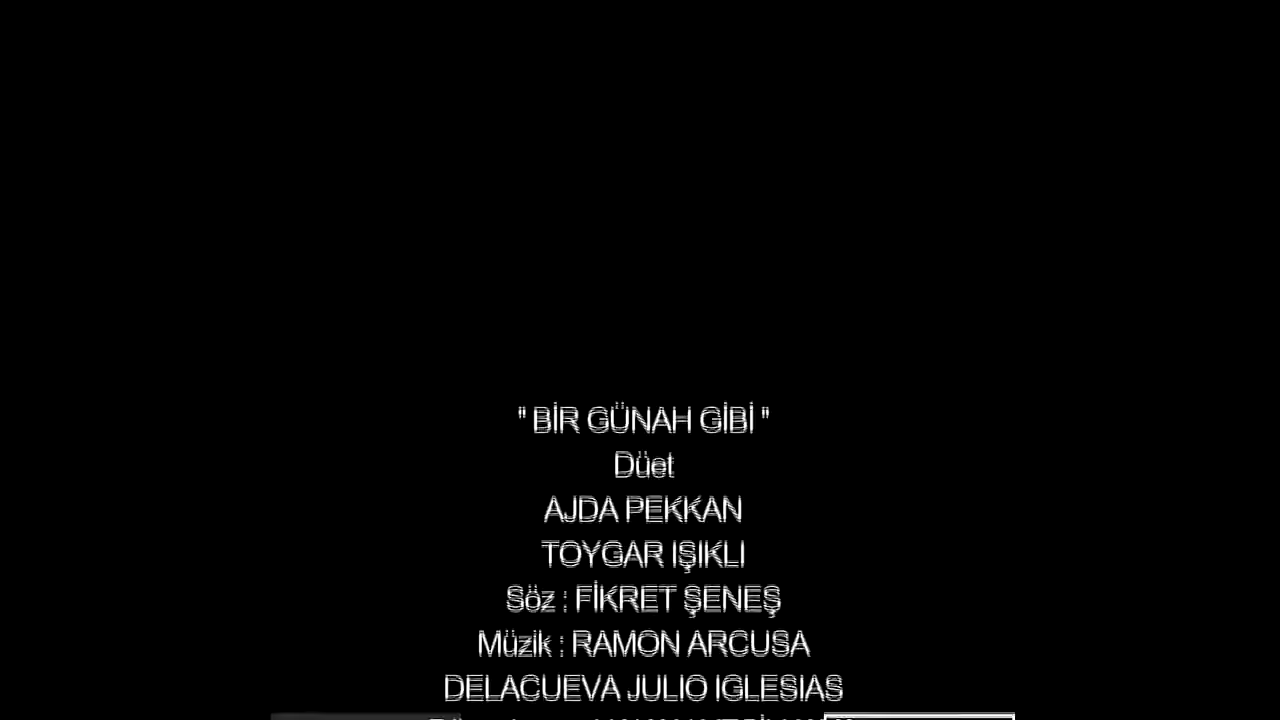 " BİR GÜNAH GİBİ "
Düet
AJDA PEKKAN
TOYGAR IŞIKLI
Söz : FİKRET ŞENEŞ
Müzik : RAMON ARCUSA
DELACUEVA JULIO IGLESIAS